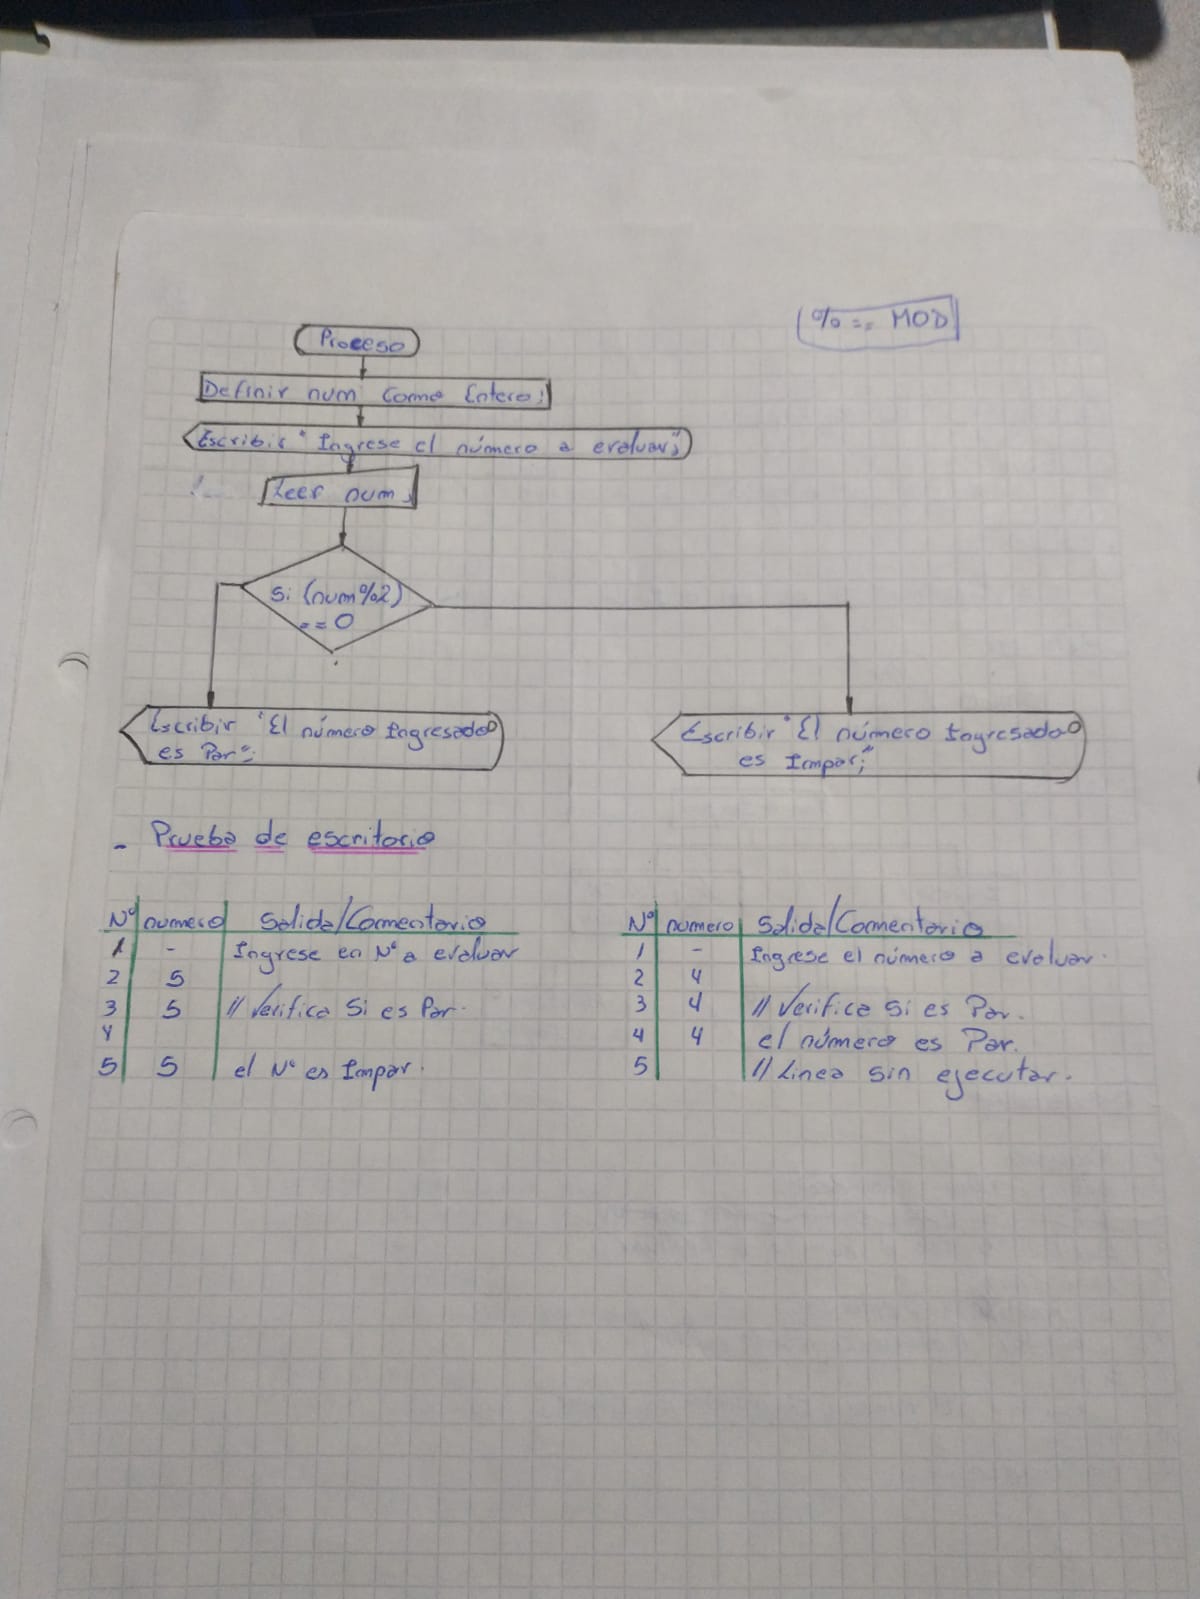 Proceso
% == MOD
Definir num Como Entero;
Escribir "Ingrese el número a evaluar";
Leer num;
Si (num%2)
== 0
Escribir "El número Ingresado
es Par";
Escribir "El número Ingresado
es Impar";
- Prueba de escritorio
Nº numero Salida/Comentario
1 - Ingrese en Nº a evaluar
2 5
3 5 // Verifica Si es Par.
4
5 5 el Nº es Impar.
Nº numero Salida/Comentario
1 - Ingrese el número a evaluar.
2 4
3 4 // Verifica Si es Par.
4 4 el número es Par.
5 // Linea sin ejecutar.